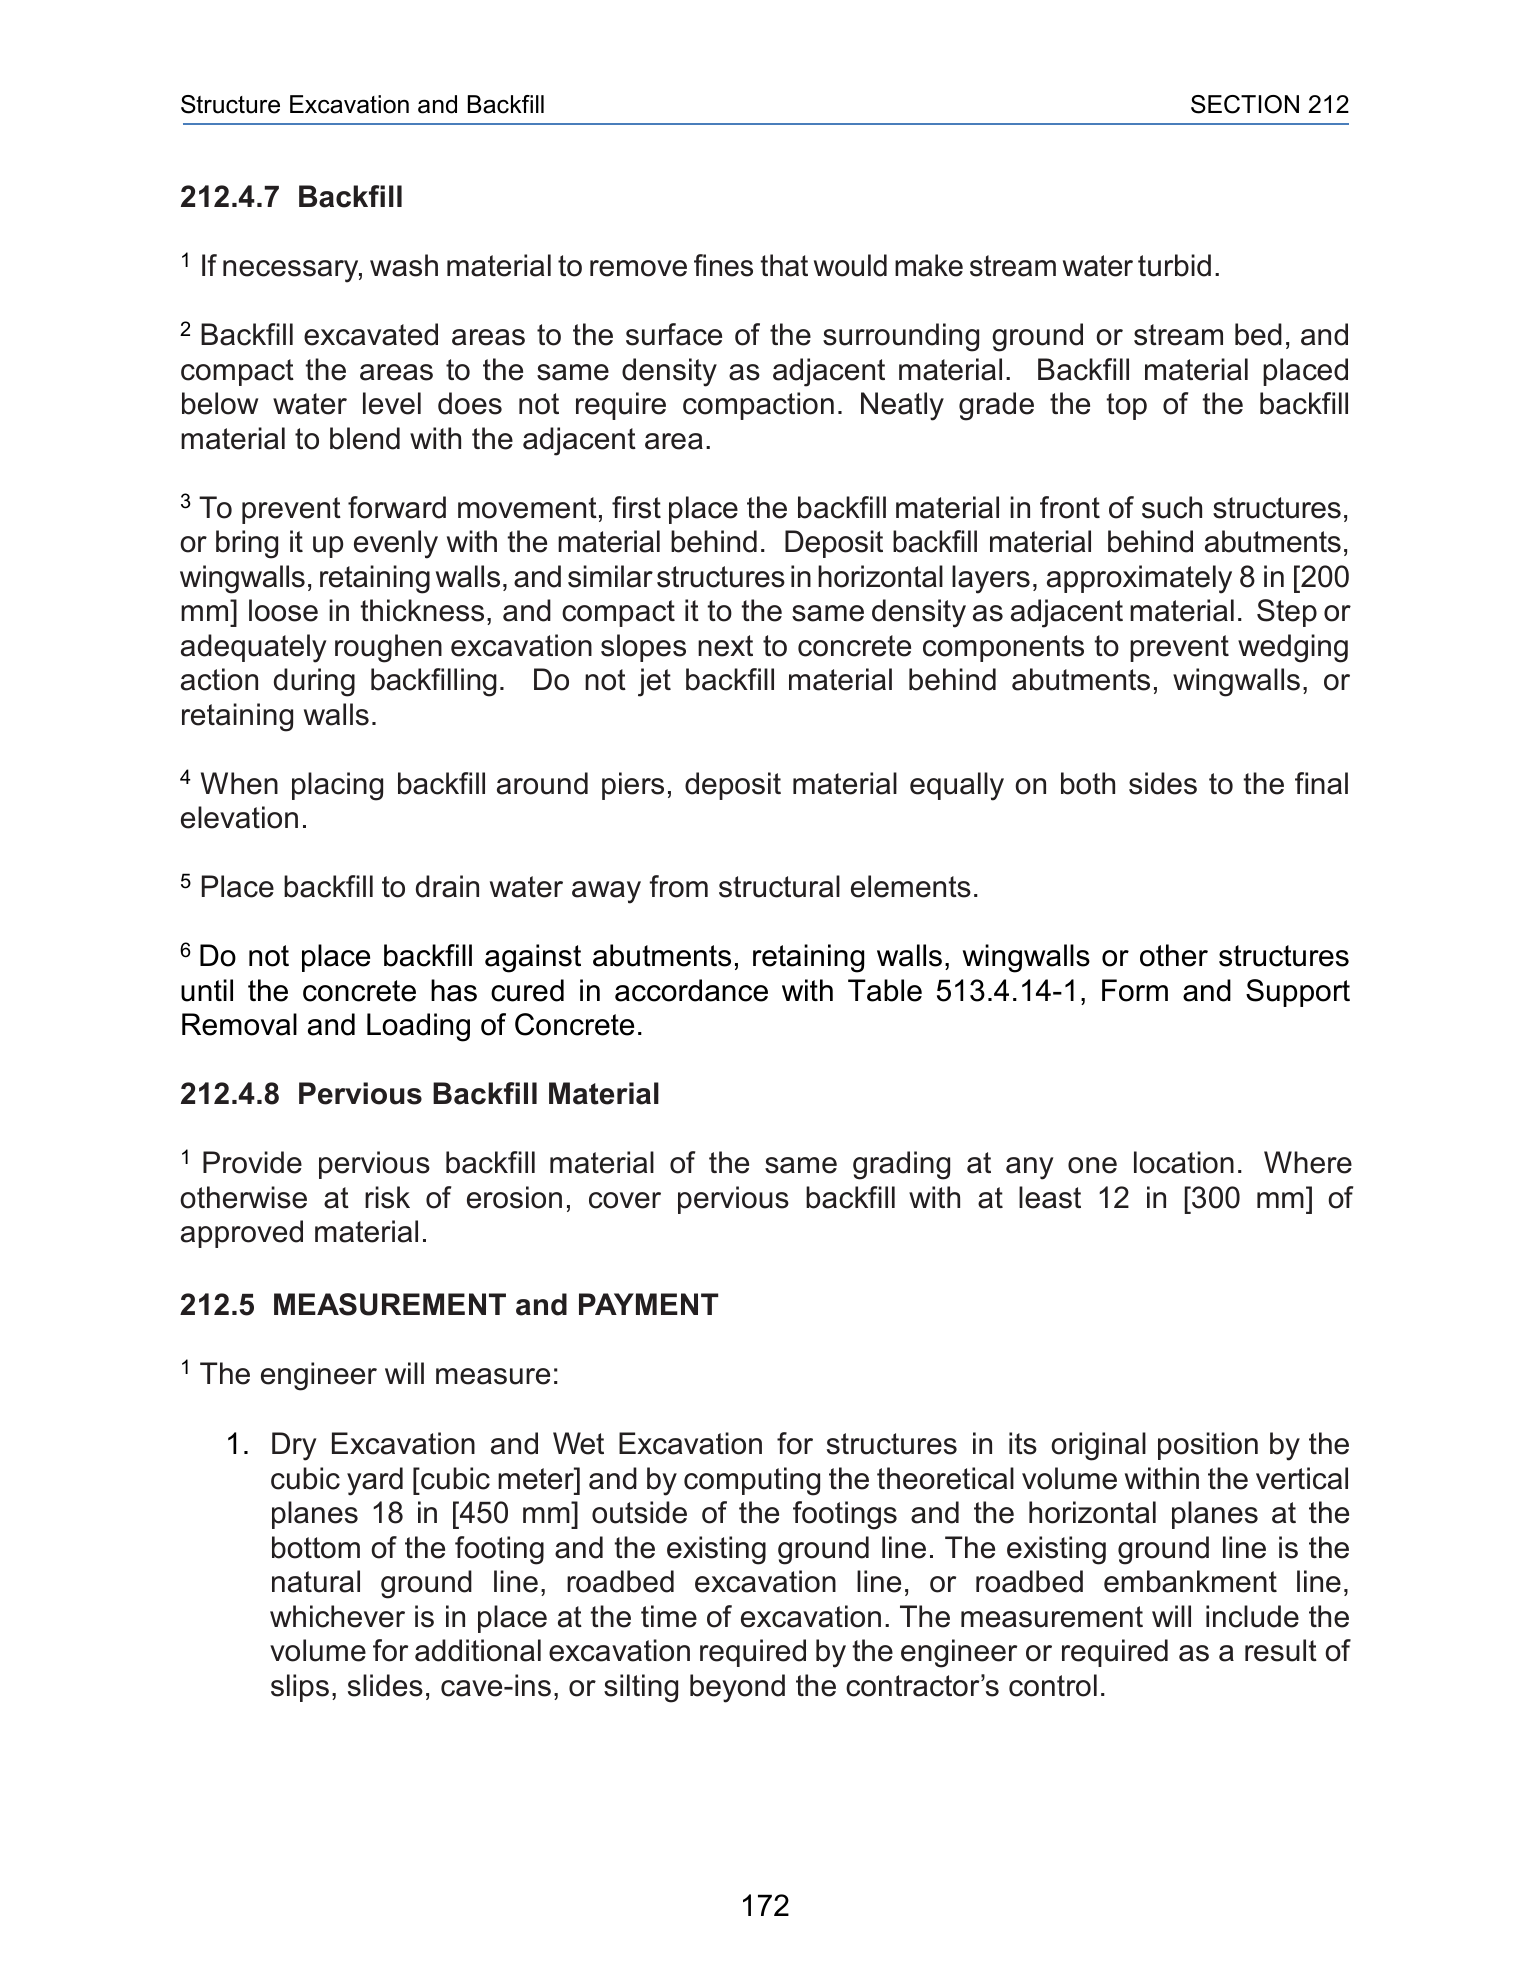 Structure Excavation and Backfill SECTION 212
212.4.7 Backfill
1 If necessary, wash material to remove fines that would make stream water turbid.
2 Backfill excavated areas to the surface of the surrounding ground or stream bed, and
compact the areas to the same density as adjacent material. Backfill material placed
below water level does not require compaction. Neatly grade the top of the backfill
material to blend with the adjacent area.
3 To prevent forward movement, first place the backfill material in front of such structures,
or bring it up evenly with the material behind. Deposit backfill material behind abutments,
wingwalls, retaining walls, and similar structures in horizontal layers, approximately 8 in [200
mm] loose in thickness, and compact it to the same density as adjacent material. Step or
adequately roughen excavation slopes next to concrete components to prevent wedging
action during backfilling. Do not jet backfill material behind abutments, wingwalls, or
retaining walls.
4 When placing backfill around piers, deposit material equally on both sides to the final
elevation.
5 Place backfill to drain water away from structural elements.
6 Do not place backfill against abutments, retaining walls, wingwalls or other structures
until the concrete has cured in accordance with Table 513.4.14-1, Form and Support
Removal and Loading of Concrete.
212.4.8 Pervious Backfill Material
1 Provide pervious backfill material of the same grading at any one location. Where
otherwise at risk of erosion, cover pervious backfill with at least 12 in [300 mm] of
approved material.
212.5 MEASUREMENT and PAYMENT
1 The engineer will measure:
1. Dry Excavation and Wet Excavation for structures in its original position by the
cubic yard [cubic meter] and by computing the theoretical volume within the vertical
planes 18 in [450 mm] outside of the footings and the horizontal planes at the
bottom of the footing and the existing ground line. The existing ground line is the
natural ground line, roadbed excavation line, or roadbed embankment line,
whichever is in place at the time of excavation. The measurement will include the
volume for additional excavation required by the engineer or required as a result of
slips, slides, cave-ins, or silting beyond the contractor’s control.
172